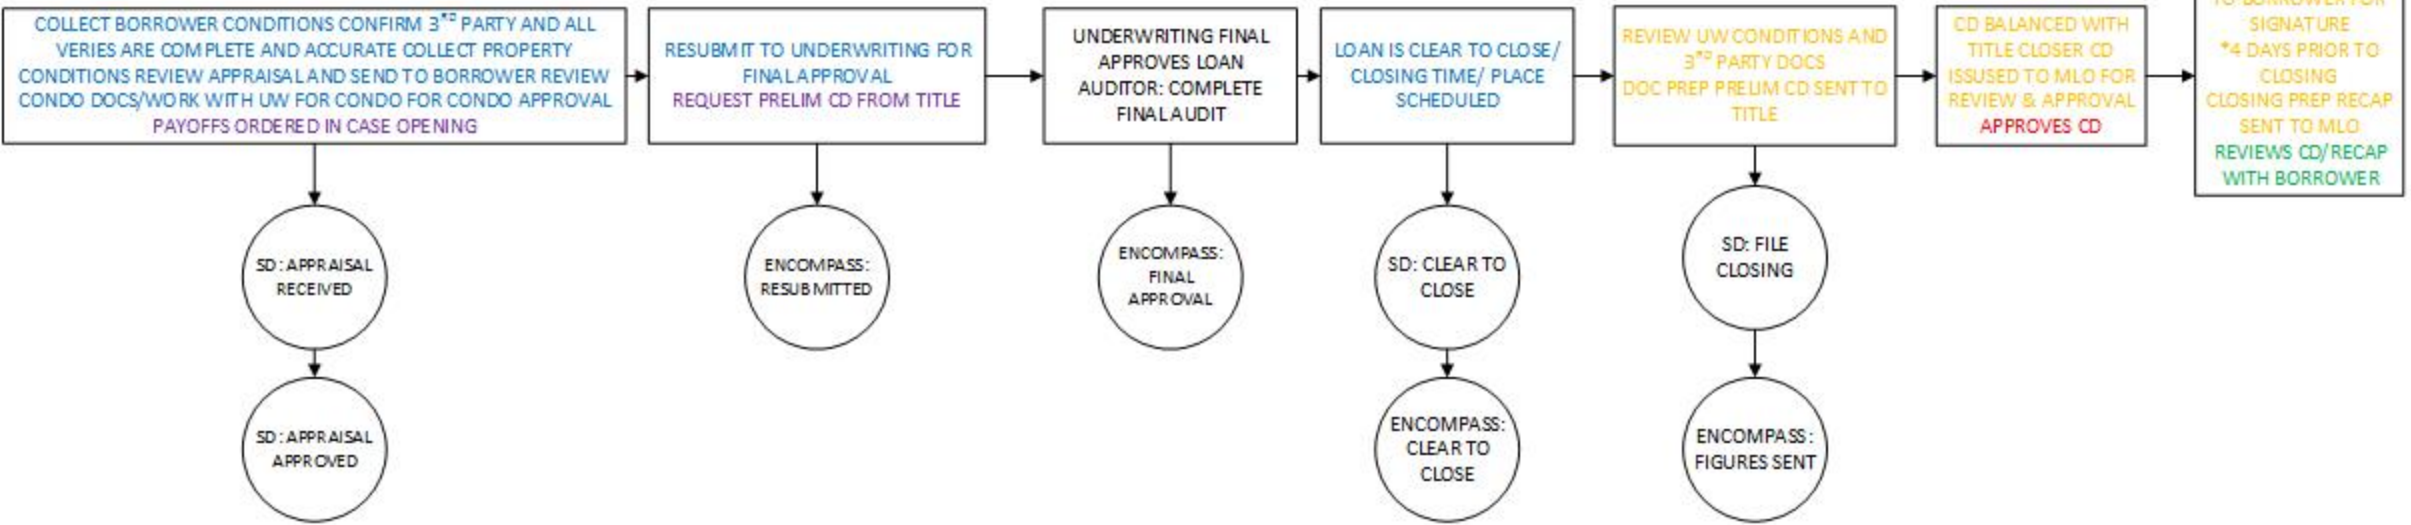 COLLECT BORROWER CONDITIONS CONFIRM 3RD PARTY AND ALL
VERIES ARE COMPLETE AND ACCURATE COLLECT PROPERTY
CONDITIONS REVIEW APPRAISAL AND SEND TO BORROWER REVIEW
CONDO DOCS/WORK WITH UW FOR CONDO FOR CONDO APPROVAL
PAYOFFS ORDERED IN CASE OPENING
RESUBMIT TO UNDERWRITING FOR
FINAL APPROVAL
REQUEST PRELIM CD FROM TITLE
UNDERWRITING FINAL
APPROVES LOAN
AUDITOR: COMPLETE
FINAL AUDIT
LOAN IS CLEAR TO CLOSE/
CLOSING TIME/ PLACE
SCHEDULED
REVIEW UW CONDITIONS AND
3RD PARTY DOCS
DOC PREP PRELIM CD SENT TO
TITLE
CD BALANCED WITH
TITLE CLOSER CD
ISSUSED TO MLO FOR
REVIEW & APPROVAL
APPROVES CD
TO BORROWER FOR
SIGNATURE
*4 DAYS PRIOR TO
CLOSING
CLOSING PREP RECAP
SENT TO MLO
REVIEWS CD/RECAP
WITH BORROWER
SD: APPRAISAL
RECEIVED
ENCOMPASS:
RESUBMITTED
ENCOMPASS:
FINAL
APPROVAL
SD: CLEAR TO
CLOSE
SD: FILE
CLOSING
SD: APPRAISAL
APPROVED
ENCOMPASS:
CLEAR TO
CLOSE
ENCOMPASS:
FIGURES SENT